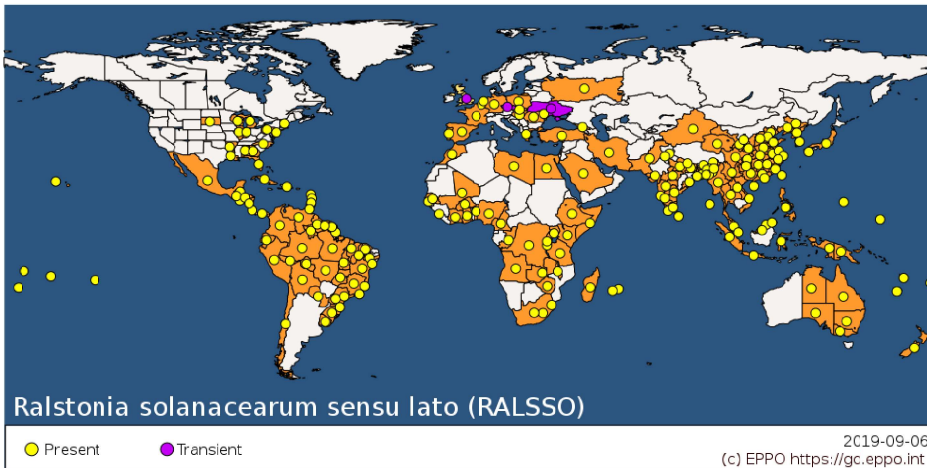 Ralstonia solanacearum sensu lato (RALSSO)
Present
Transient
2019-09-06
(c) EPPO https://gc.eppo.int